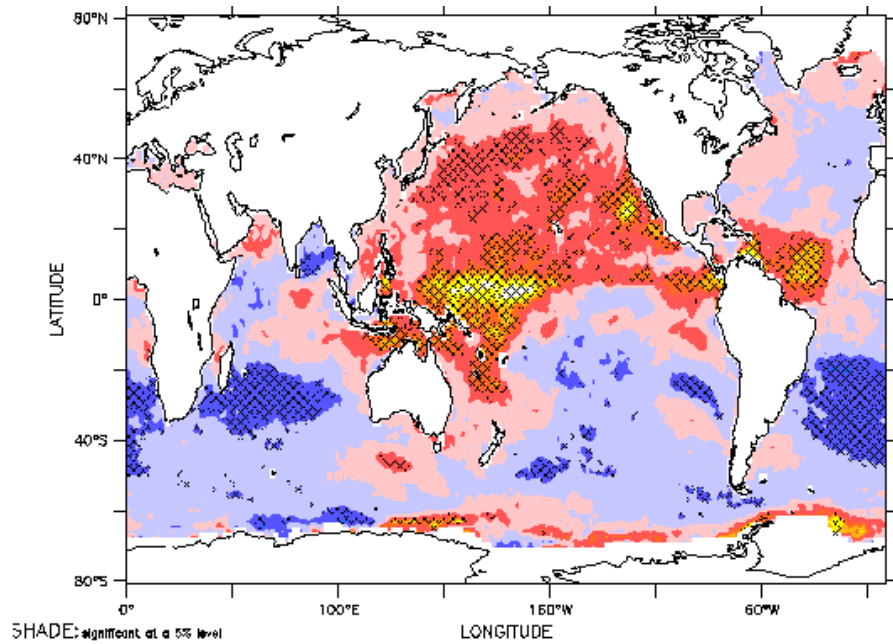 80°N
40°N
0°
40°S
80°S
LATITUDE
0°
100°E
160°W
60°W
SHADE: significant at a 5% level
LONGITUDE